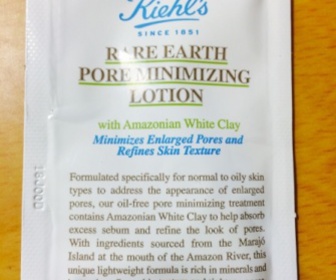 Kiehl's
SINCE 1851
RARE EARTH
PORE MINIMIZING
LOTION
with Amazonian White Clay
Minimizes Enlarged Pores and
Refines Skin Texture
Formulated specifically for normal to oily skin
types to address the appearance of enlarged
pores, our oil-free pore minimizing treatment
contains Amazonian White Clay to help absorb
excess sebum and refine the look of pores.
With ingredients sourced from the Marajó
Island at the mouth of the Amazon River, this
unique lightweight formula is rich in minerals and